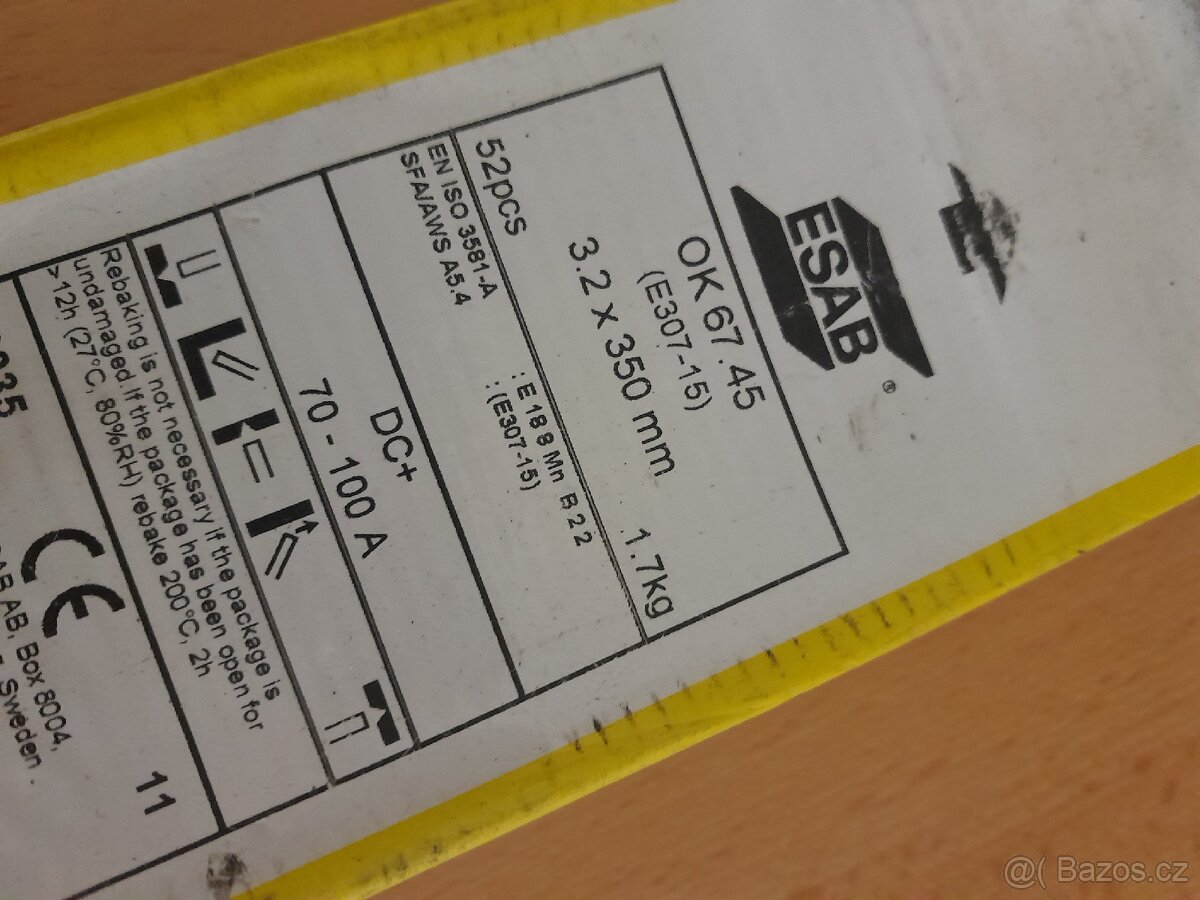 ESAB
®
OK 67.45
(E307-15)
3.2 x 350 mm
52pcs
1.7kg
EN ISO 3581-A : E 18 8 Mn B 2 2
SFA/AWS A5.4 : (E307-15)
DC+
70 - 100 A
Rebaking is not necessary if the package is
undamaged. If the package has been open for
>12h (27°C, 80%RH) rebake 200°C, 2h
035
CE
11
AB, Box 8004,
Sweden.
@( Bazos.cz